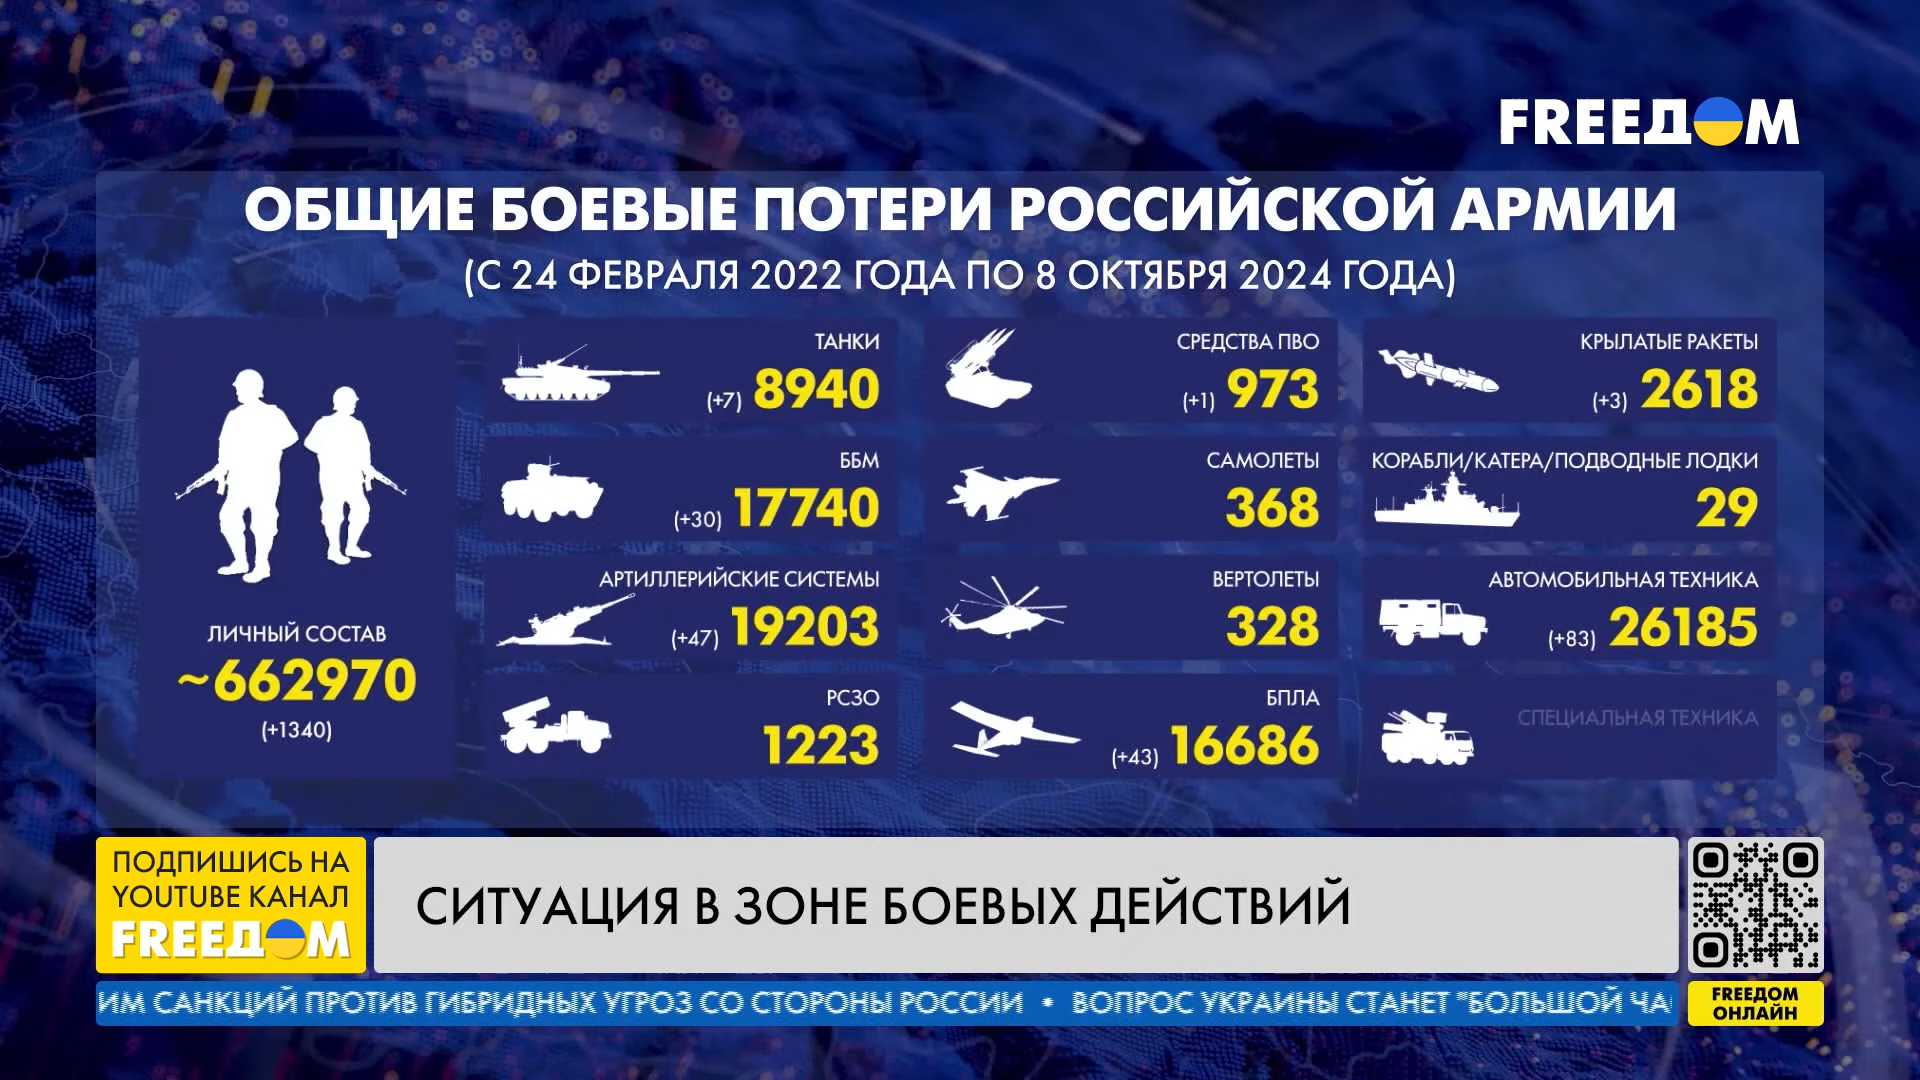 FREEДOM
ОБЩИЕ БОЕВЫЕ ПОТЕРИ РОССИЙСКОЙ АРМИИ
(С 24 ФЕВРАЛЯ 2022 ГОДА ПО 8 ОКТЯБРЯ 2024 ГОДА)
ЛИЧНЫЙ СОСТАВ
~662970
(+1340)
ТАНКИ
(+7) 8940
ББМ
(+30) 17740
АРТИЛЛЕРИЙСКИЕ СИСТЕМЫ
(+47) 19203
РСЗО
1223
СРЕДСТВА ПВО
(+1) 973
САМОЛЕТЫ
368
ВЕРТОЛЕТЫ
328
БПЛА
(+43) 16686
КРЫЛАТЫЕ РАКЕТЫ
(+3) 2618
КОРАБЛИ/КАТЕРА/ПОДВОДНЫЕ ЛОДКИ
29
АВТОМОБИЛЬНАЯ ТЕХНИКА
(+83) 26185
СПЕЦИАЛЬНАЯ ТЕХНИКА
ПОДПИШИСЬ НА
YOUTUBE КАНАЛ
FREEДOM
СИТУАЦИЯ В ЗОНЕ БОЕВЫХ ДЕЙСТВИЙ
ИМ САНКЦИЙ ПРОТИВ ГИБРИДНЫХ УГРОЗ СО СТОРОНЫ РОССИИ • ВОПРОС УКРАИНЫ СТАНЕТ "БОЛЬШОЙ ЧА
FREEДOM
ОНЛАЙН